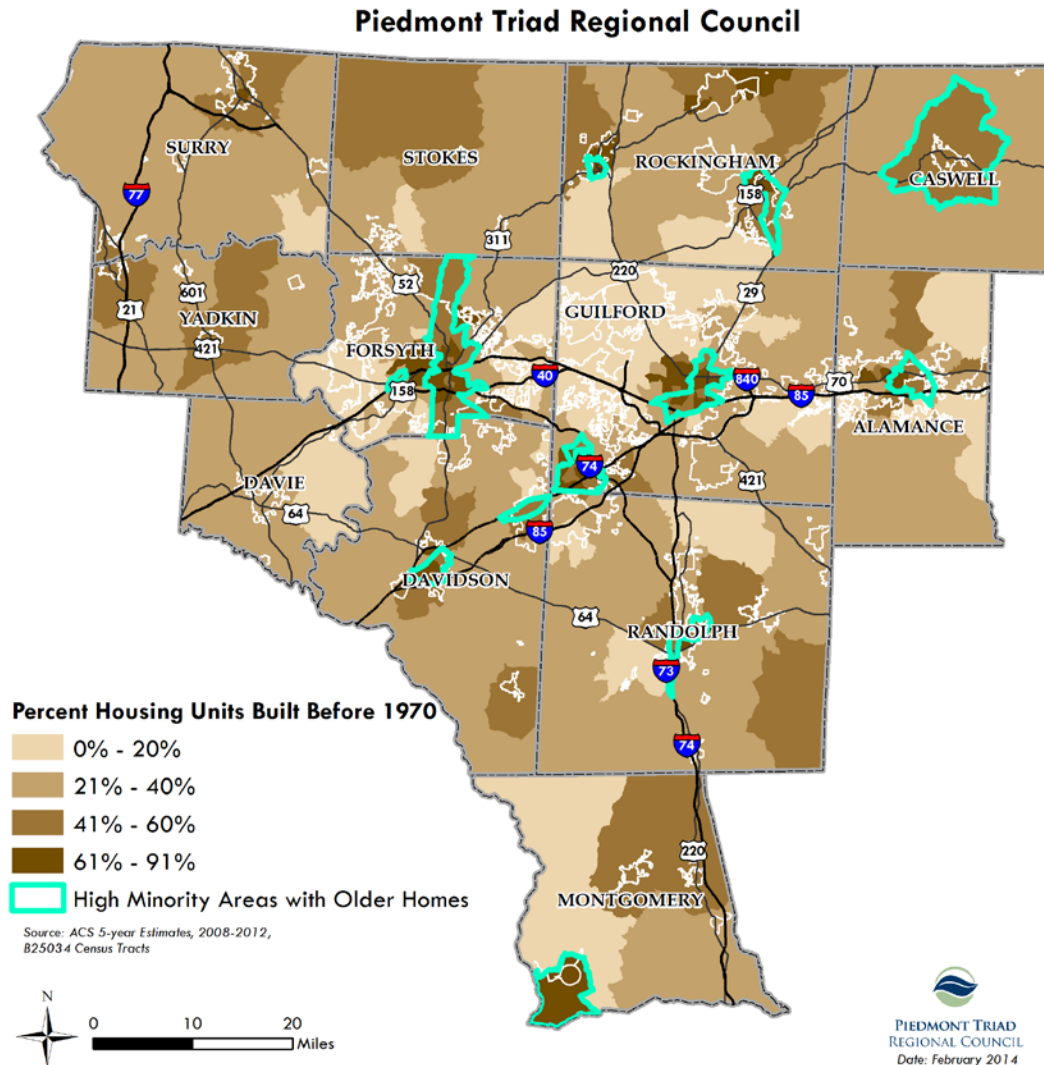 Piedmont Triad Regional Council
SURRY
STOKES
ROCKINGHAM
CASWELL
77
158
311
220
21
601
YADKIN
421
52
FORSYTH
GUILFORD
29
158
40
840
85
70
ALAMANCE
74
421
DAVIE
64
85
DAVIDSON
64
RANDOLPH
73
74
220
MONTGOMERY
Percent Housing Units Built Before 1970
0% - 20%
21% - 40%
41% - 60%
61% - 91%
High Minority Areas with Older Homes
Source: ACS 5-year Estimates, 2008-2012,
B25034 Census Tracts
N
0 10 20
Miles
PIEDMONT TRIAD
REGIONAL COUNCIL
Date: February 2014